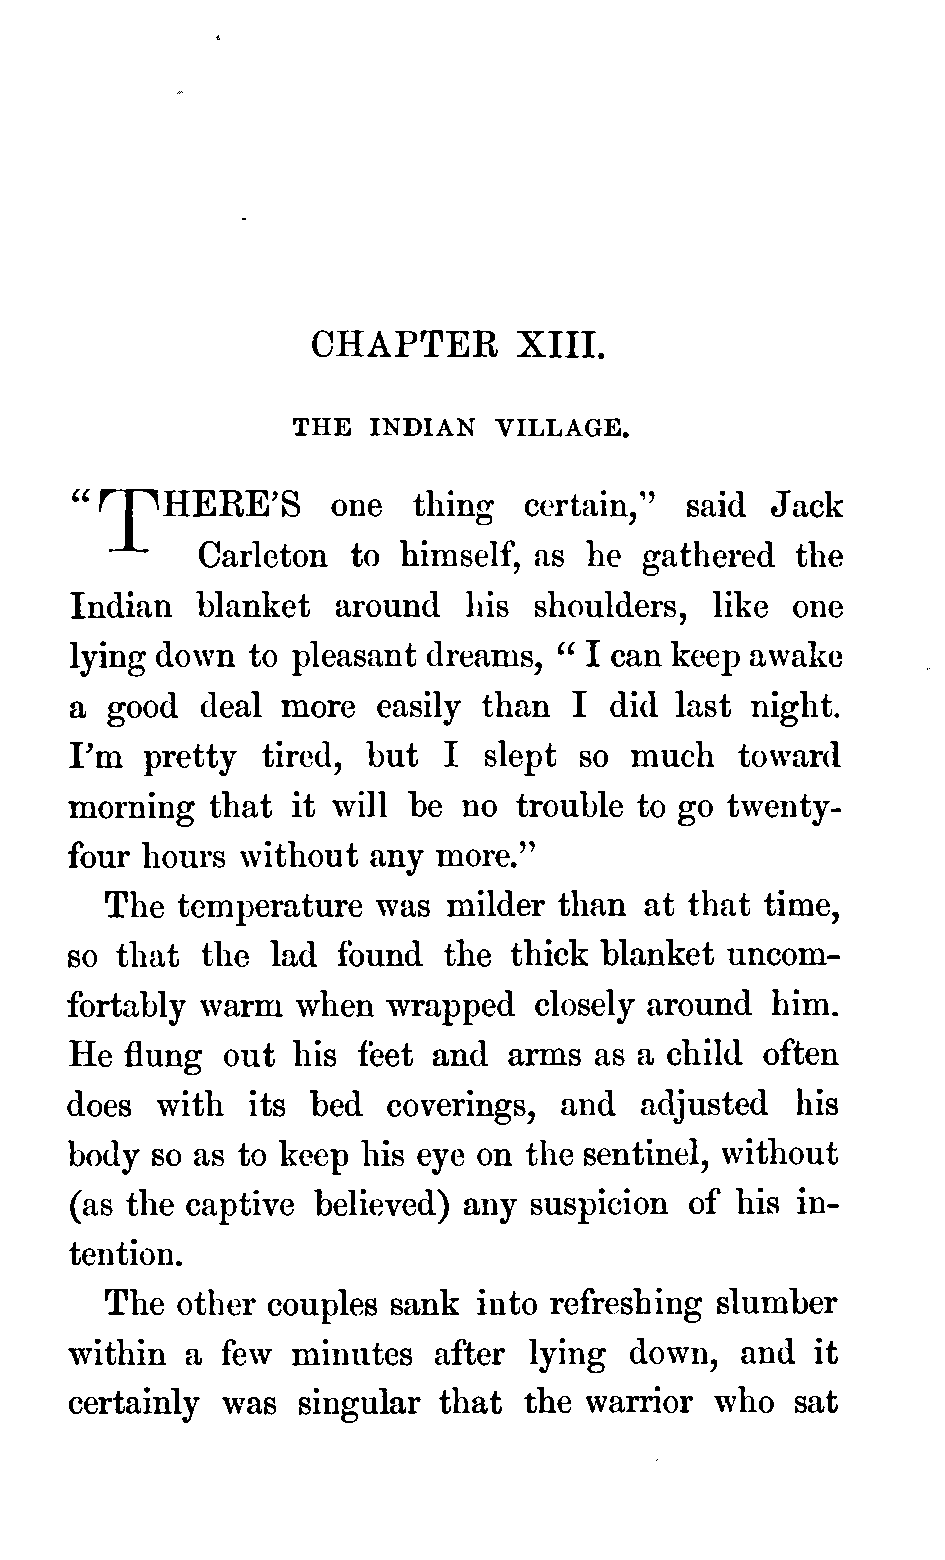 CHAPTER XIII.
THE INDIAN VILLAGE.
“THERE’S one thing certain,” said Jack
Carleton to himself, as he gathered the
Indian blanket around his shoulders, like one
lying down to pleasant dreams, “ I can keep awake
a good deal more easily than I did last night.
I’m pretty tired, but I slept so much toward
morning that it will be no trouble to go twenty-
four hours without any more.”
The temperature was milder than at that time,
so that the lad found the thick blanket uncom-
fortably warm when wrapped closely around him.
He flung out his feet and arms as a child often
does with its bed coverings, and adjusted his
body so as to keep his eye on the sentinel, without
(as the captive believed) any suspicion of his in-
tention.
The other couples sank into refreshing slumber
within a few minutes after lying down, and it
certainly was singular that the warrior who sat